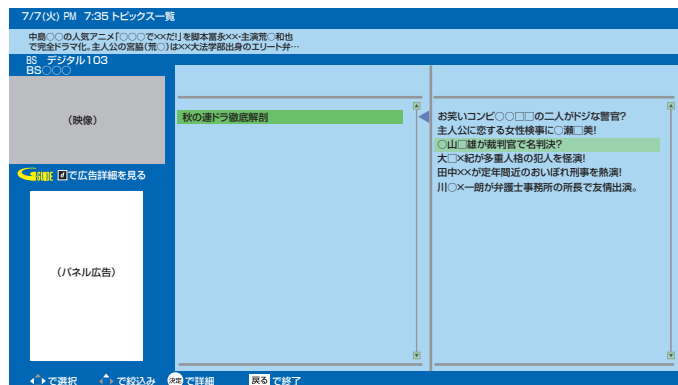 7/7(火) PM 7:35 トピックス一覧
中島○○の人気アニメ「○○○で××だ!」を脚本冨永××・主演荒○和也
で完全ドラマ化。主人公の宮脇(荒○)は××大法学部出身のエリート弁…
BS デジタル103
BS○○○
(映像)
GGUIDE dで広告詳細を見る
(パネル広告)
秋の連ドラ徹底解剖
お笑いコンビ○○□□の二人がドジな警官?
主人公に恋する女性検事に○瀬□美!
○山□雄が裁判官で名判決?
大□×紀が多重人格の犯人を怪演!
田中××が定年間近のおいぼれ刑事を熱演!
川○×一朗が弁護士事務所の所長で友情出演。
で選択 で絞込み 決定で詳細 戻るで終了